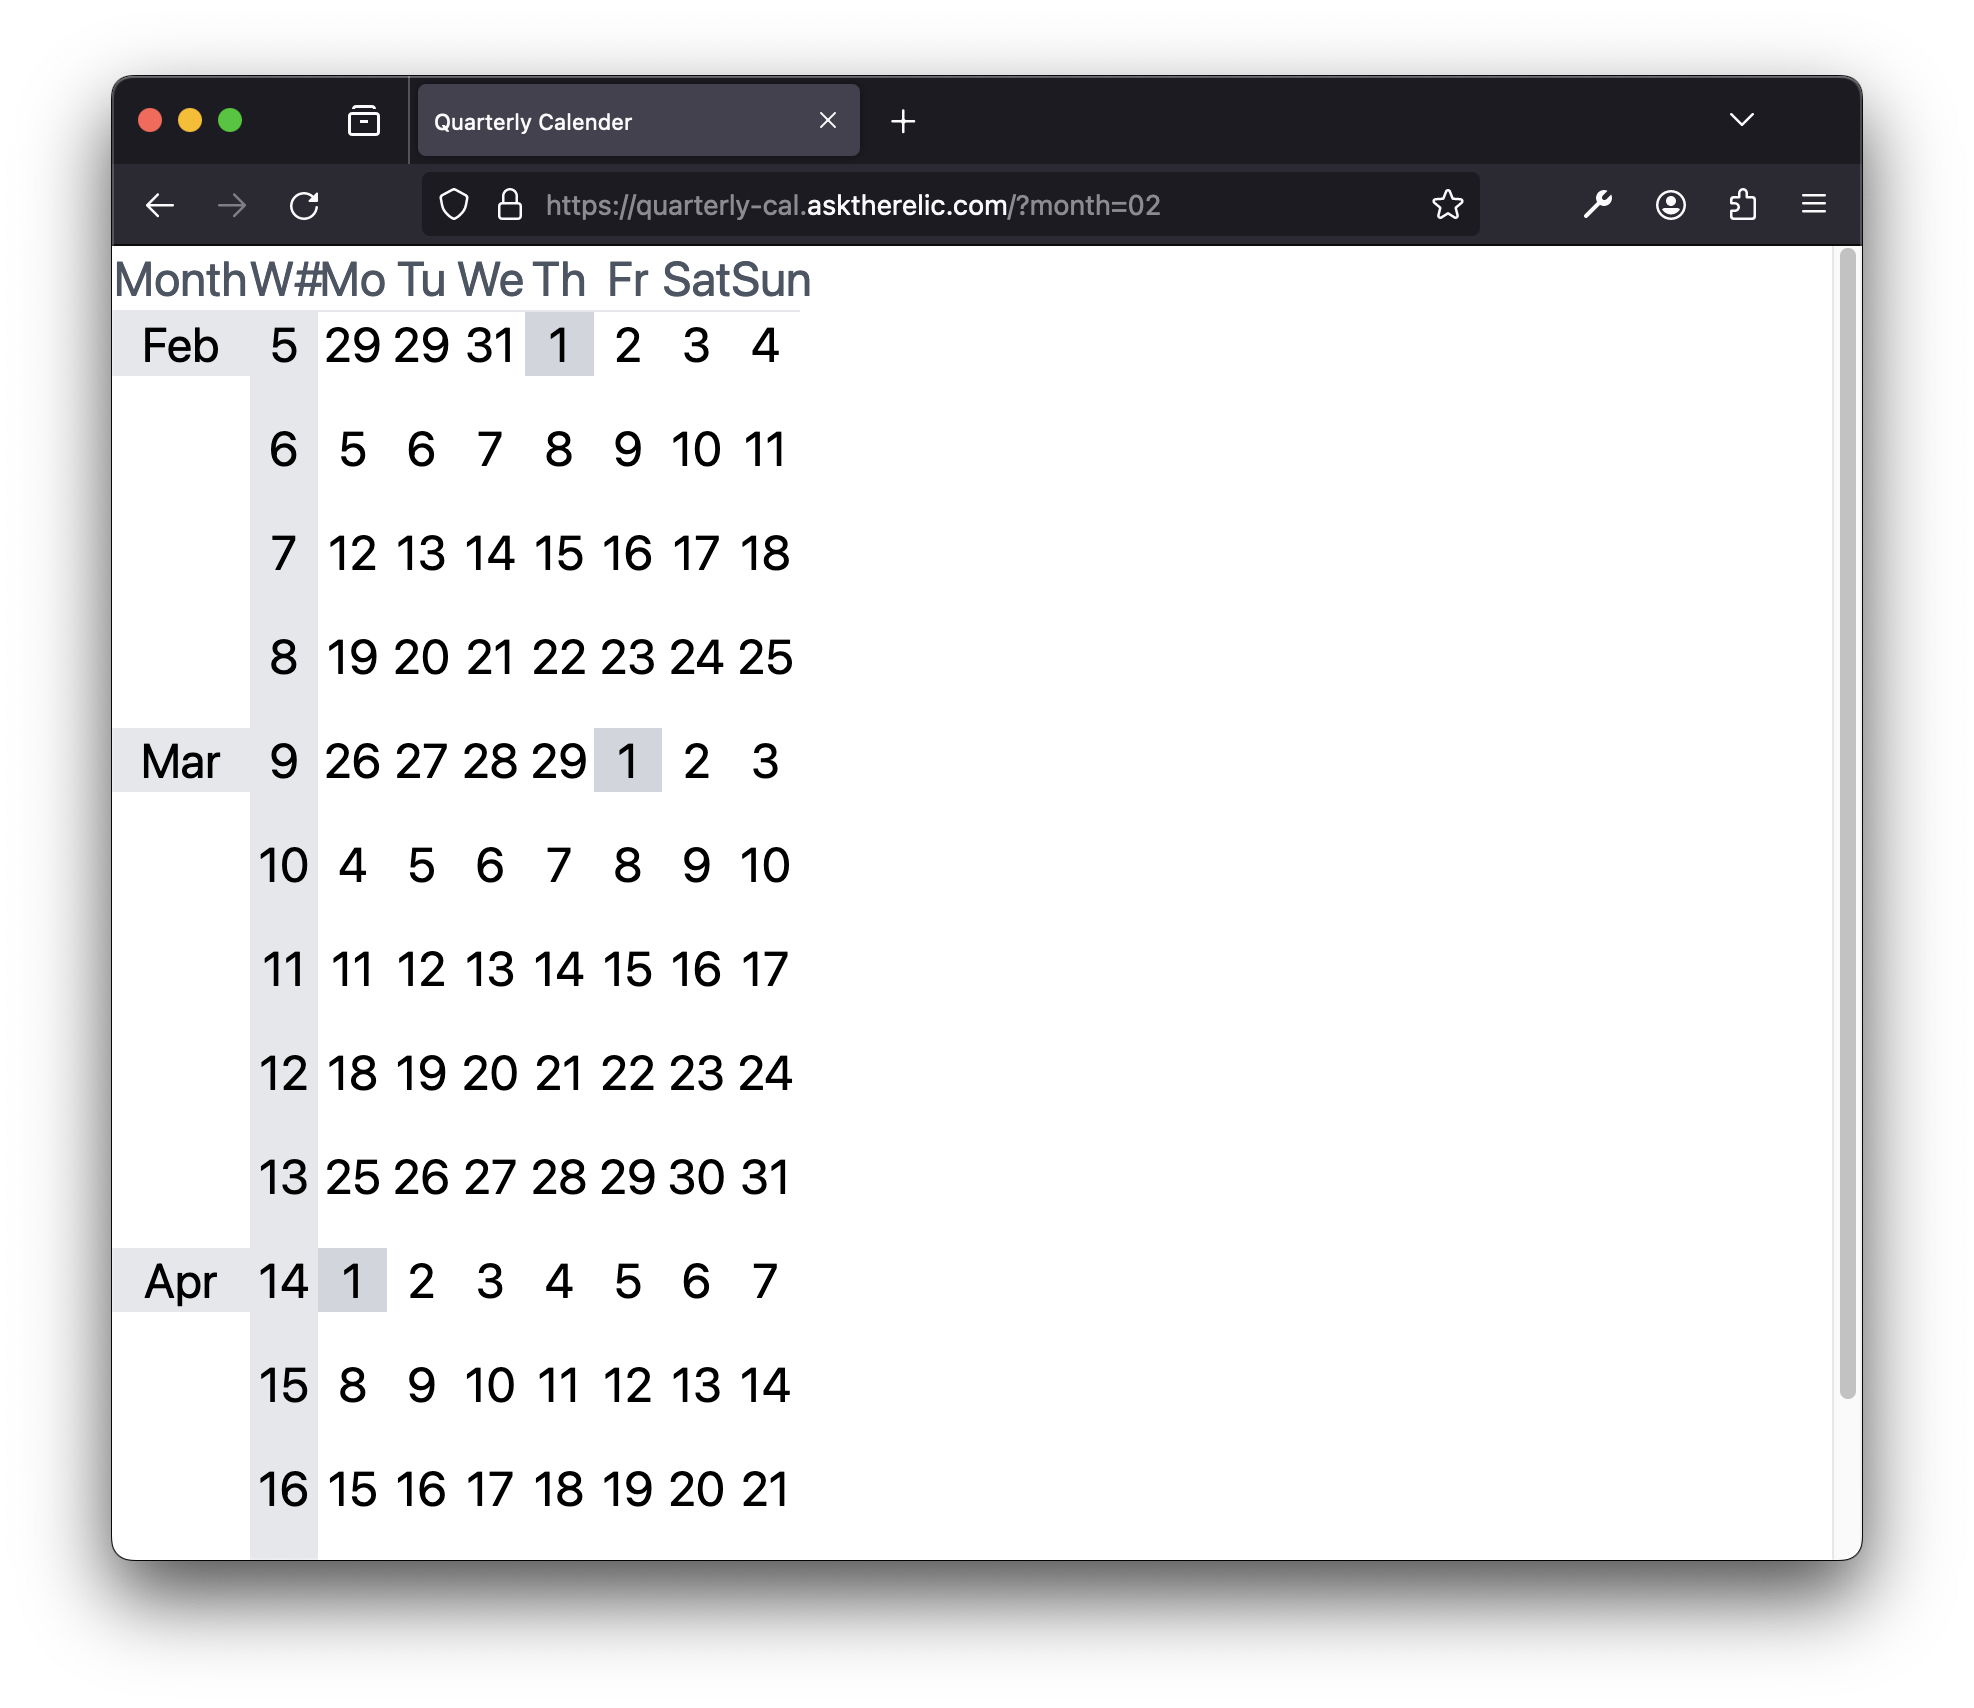 Quarterly Calender
https://quarterly-cal.asktherelic.com/?month=02
Month W# Mo Tu We Th Fr Sat Sun
Feb 5 29 29 31 1 2 3 4
6 5 6 7 8 9 10 11
7 12 13 14 15 16 17 18
8 19 20 21 22 23 24 25
Mar 9 26 27 28 29 1 2 3
10 4 5 6 7 8 9 10
11 11 12 13 14 15 16 17
12 18 19 20 21 22 23 24
13 25 26 27 28 29 30 31
Apr 14 1 2 3 4 5 6 7
15 8 9 10 11 12 13 14
16 15 16 17 18 19 20 21